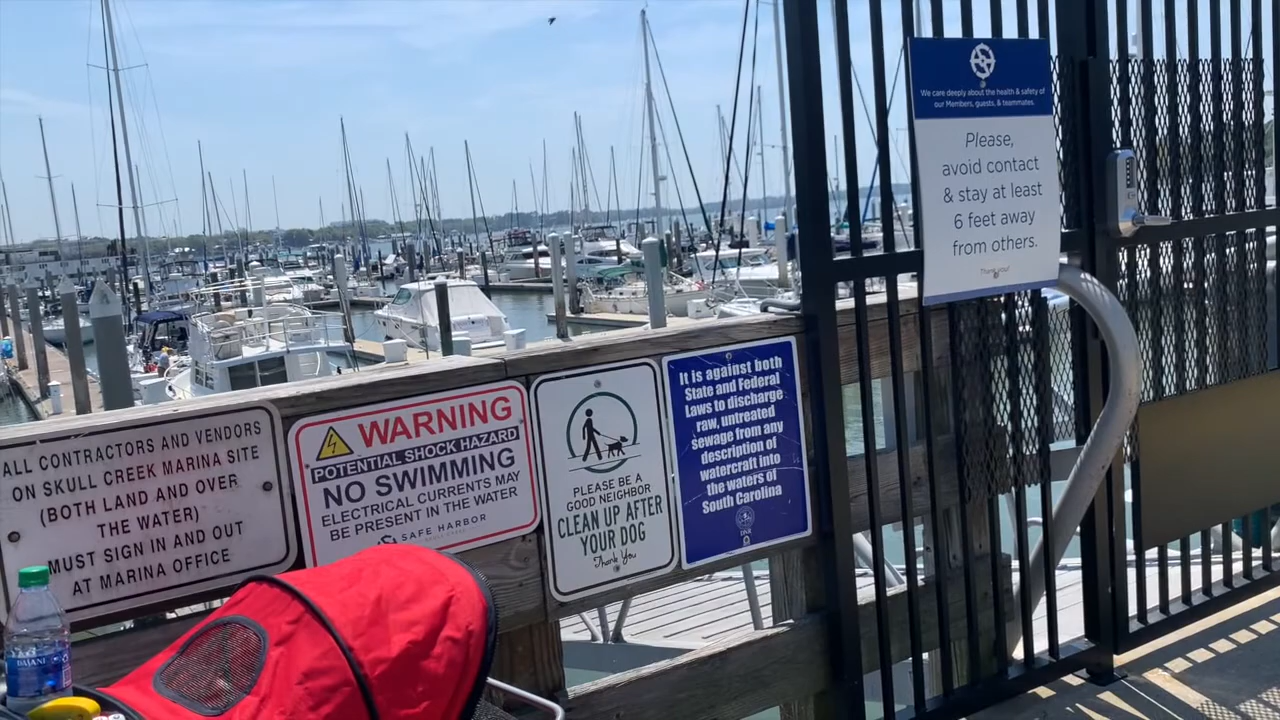 ALL CONTRACTORS AND VENDORS
ON SKULL CREEK MARINA SITE
(BOTH LAND AND OVER
THE WATER)
MUST SIGN IN AND OUT
AT MARINA OFFICE
WARNING
POTENTIAL SHOCK HAZARD
NO SWIMMING
ELECTRICAL CURRENTS MAY
BE PRESENT IN THE WATER
SAFE HARBOR
PLEASE BE A
GOOD NEIGHBOR
CLEAN UP AFTER
YOUR DOG
Thank You
It is against both
State and Federal
Laws to discharge
raw, untreated
sewage from any
description of
watercraft into
the waters of
South Carolina
DNR
We care deeply about the health & safety of
our Members, guests, & teammates.
Please,
avoid contact
& stay at least
6 feet away
from others.
Thank you!
DASANI